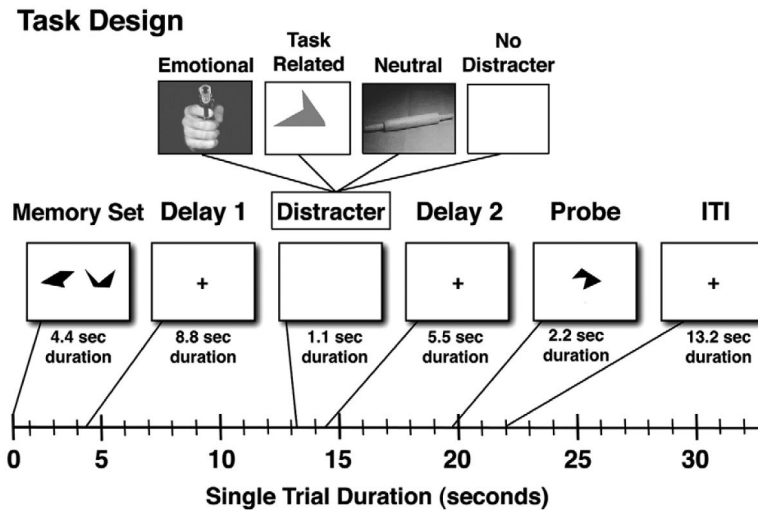 Task Design
Emotional
Task
Related
Neutral
No
Distracter
Memory Set
Delay 1
Distracter
Delay 2
Probe
ITI
+
+
+
4.4 sec
duration
8.8 sec
duration
1.1 sec
duration
5.5 sec
duration
2.2 sec
duration
13.2 sec
duration
0 5 10 15 20 25 30
Single Trial Duration (seconds)